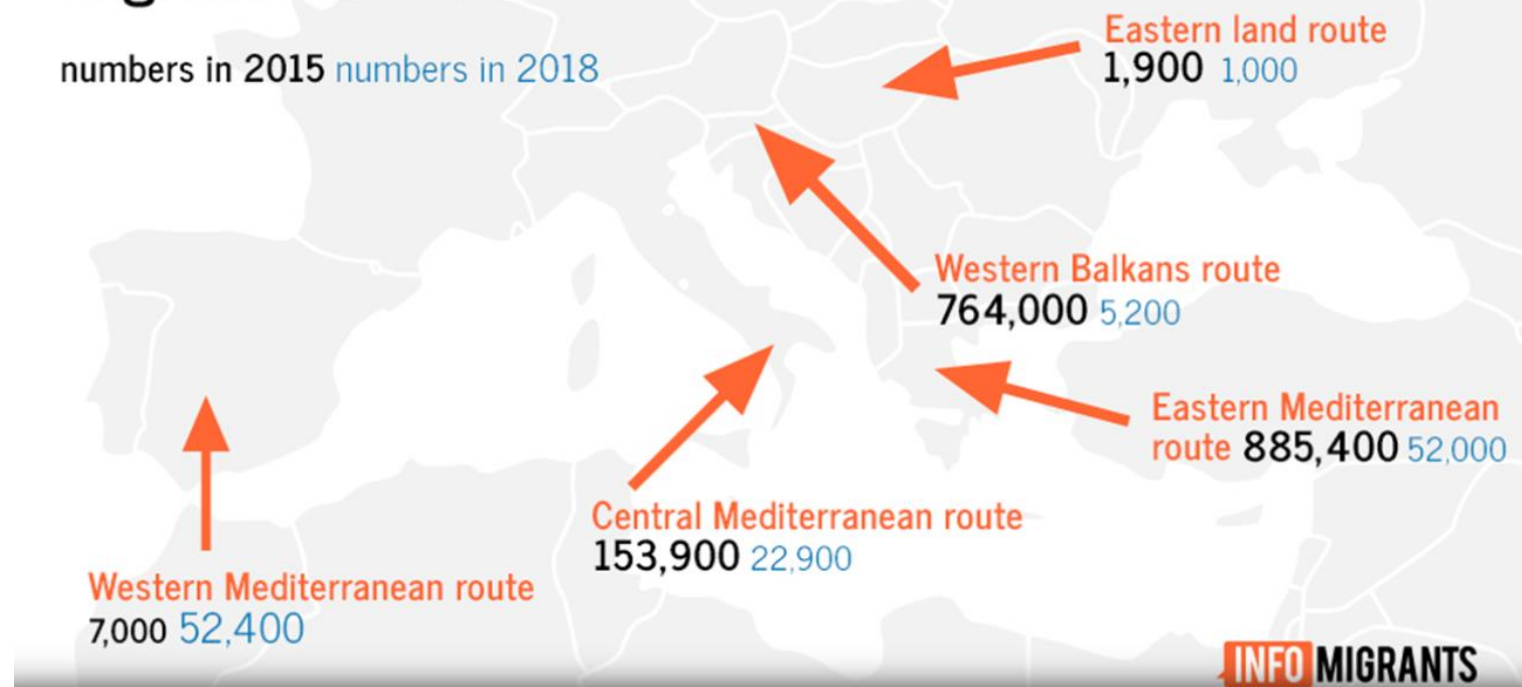 numbers in 2015 numbers in 2018
Eastern land route
1,900 1,000
Western Balkans route
764,000 5,200
Eastern Mediterranean
route 885,400 52,000
Central Mediterranean route
153,900 22,900
Western Mediterranean route
7,000 52,400
INFO MIGRANTS